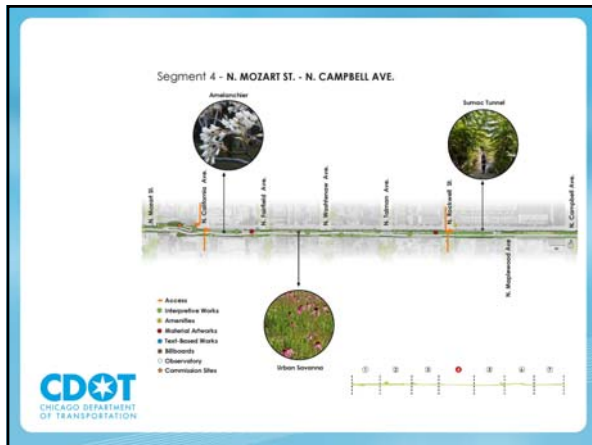 Segment 4 - N. MOZART ST. - N. CAMPBELL AVE.
Amelanchier
Sumac Tunnel
N. Mozart St.
N. California Ave.
N. Fairfield Ave.
N. Washtenaw Ave.
N. Talman Ave.
N. Rockwell St.
N. Campbell Ave.
N. Maplewood Ave.
Urban Savanna
Access
Interpretive Works
Amenities
Material Artworks
Text-Based Works
Billboards
Observatory
Commission Sites
1 2 3 4 5 6 7
CDOT
CHICAGO DEPARTMENT
OF TRANSPORTATION